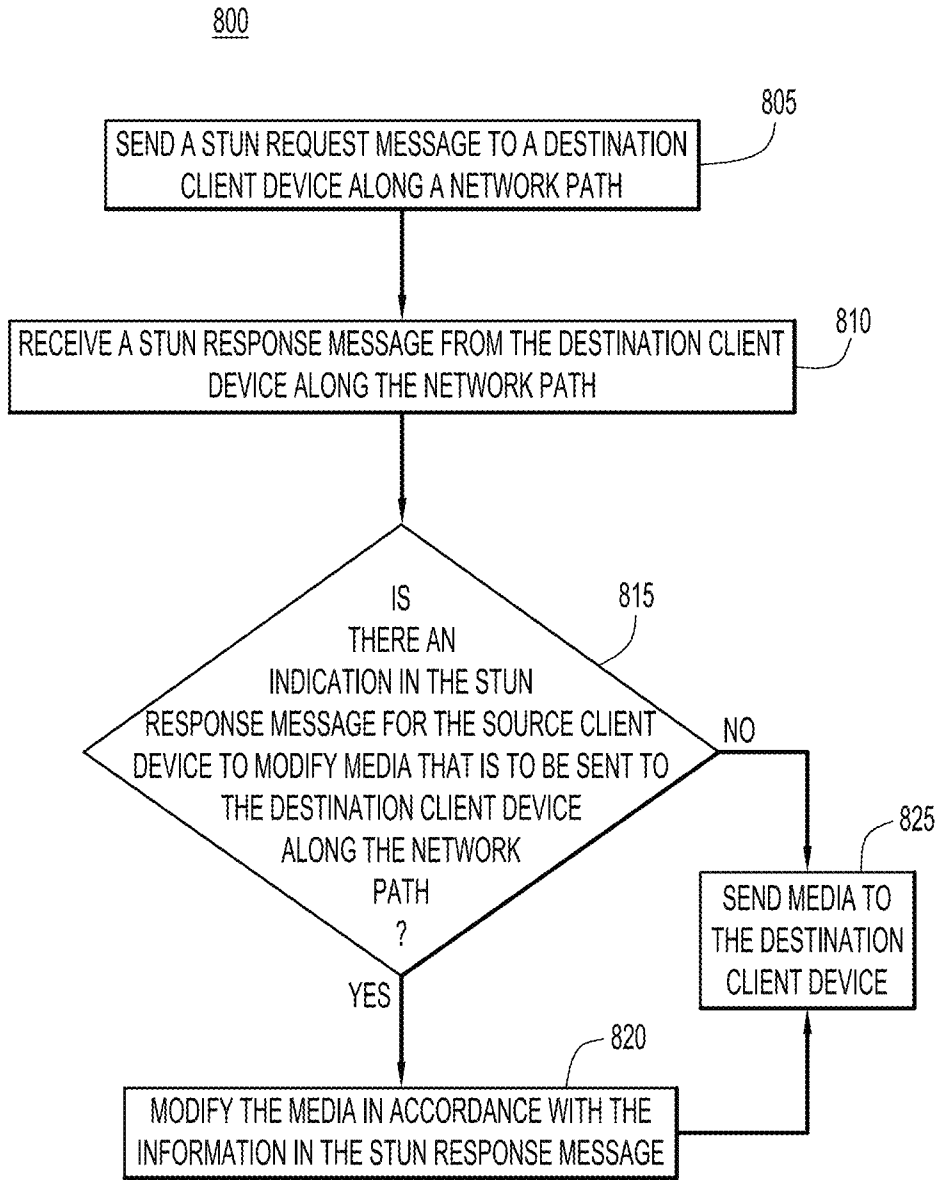 800
805
SEND A STUN REQUEST MESSAGE TO A DESTINATION
CLIENT DEVICE ALONG A NETWORK PATH
810
RECEIVE A STUN RESPONSE MESSAGE FROM THE DESTINATION CLIENT
DEVICE ALONG THE NETWORK PATH
815
IS
THERE AN
INDICATION IN THE STUN
RESPONSE MESSAGE FOR THE SOURCE CLIENT
DEVICE TO MODIFY MEDIA THAT IS TO BE SENT TO
THE DESTINATION CLIENT DEVICE
ALONG THE NETWORK
PATH
?
NO
YES
825
SEND MEDIA TO
THE DESTINATION
CLIENT DEVICE
820
MODIFY THE MEDIA IN ACCORDANCE WITH THE
INFORMATION IN THE STUN RESPONSE MESSAGE